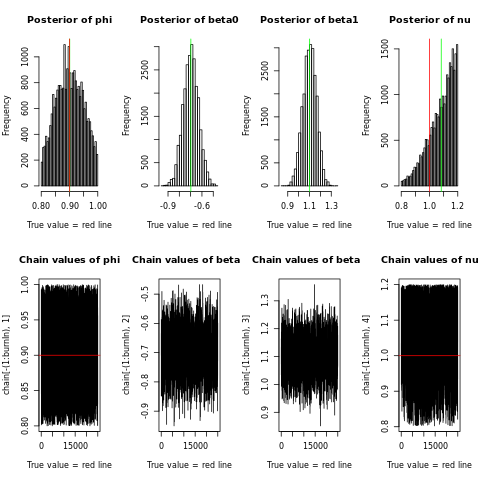 Posterior of phi
Posterior of beta0
Posterior of beta1
Posterior of nu
Frequency
0 200 400 600 800 1000
0.80 0.90 1.00
True value = red line
Frequency
0 500 1500 2500
-0.9 -0.6
True value = red line
Frequency
0 500 1500 2500
0.9 1.1 1.3
True value = red line
Frequency
0 500 1000 1500
0.8 1.0 1.2
True value = red line
Chain values of phi
Chain values of beta
Chain values of beta
Chain values of nu
chain[-(1:burnIn), 1]
0.80 0.85 0.90 0.95 1.00
0 15000
True value = red line
chain[-(1:burnIn), 2]
-0.9 -0.8 -0.7 -0.6 -0.5
0 15000
True value = red line
chain[-(1:burnIn), 3]
0.9 1.0 1.1 1.2 1.3
0 15000
True value = red line
chain[-(1:burnIn), 4]
0.8 0.9 1.0 1.1 1.2
0 15000
True value = red line